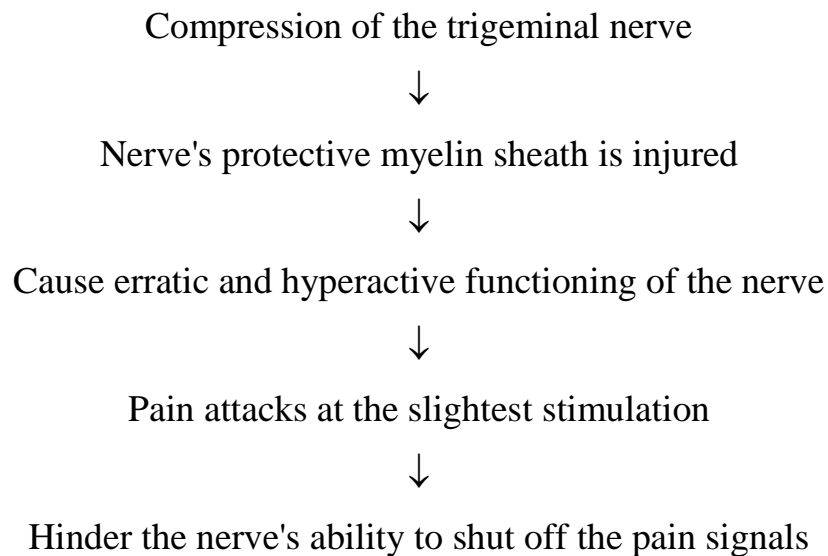 Compression of the trigeminal nerve
↓
Nerve's protective myelin sheath is injured
↓
Cause erratic and hyperactive functioning of the nerve
↓
Pain attacks at the slightest stimulation
↓
Hinder the nerve's ability to shut off the pain signals